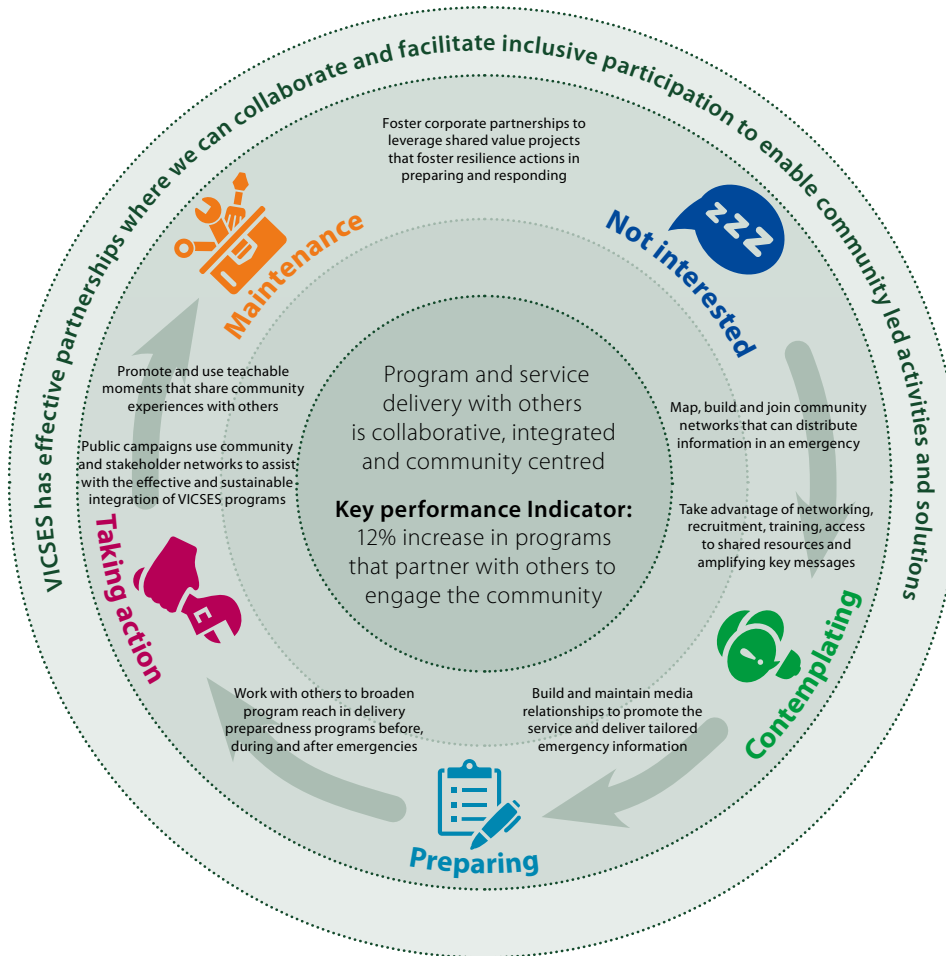 VICSES has effective partnerships where we can collaborate and facilitate inclusive participation to enable community led activities and solutions
Foster corporate partnerships to
leverage shared value projects
that foster resilience actions in
preparing and responding
zzz
Not interested
Map, build and join community
networks that can distribute
information in an emergency
Take advantage of networking,
recruitment, training, access
to shared resources and
amplifying key messages
Contemplating
Build and maintain media
relationships to promote the
service and deliver tailored
emergency information
Preparing
Work with others to broaden
program reach in delivery
preparedness programs before,
during and after emergencies
Taking action
Public campaigns use community
and stakeholder networks to assist
with the effective and sustainable
integration of VICSES programs
Promote and use teachable
moments that share community
experiences with others
Maintenance
Program and service
delivery with others
is collaborative, integrated
and community centred
Key performance Indicator:
12% increase in programs
that partner with others to
engage the community